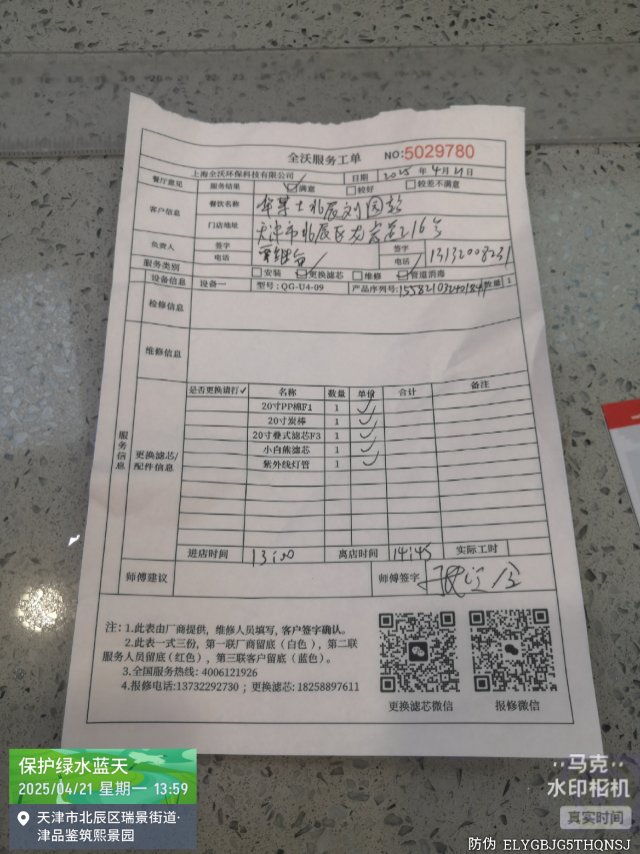 全沃服务工单 NO:5029780
上海全沃环保科技有限公司 日期 2025年4月21日
餐厅意见 服务结果 ☑满意 □较好 □较差不满意
客户信息 餐饮名称 华莱士北辰刘园
门店地址 天津市北辰区 216号
负责人 签字 签字
电话 电话 13132008231
服务类别 □安装 ☑更换滤芯 □维修 ☑管道消毒
设备信息 设备一 型号:QG-U4-09 产品序列号: 数量 1
检修信息
维修信息
服务信息
更换滤芯/配件信息
是否更换请打✓ 名称 数量 单价 合计 备注
20寸PP棉F1 1 ✓
20寸炭棒 1 ✓
20寸叠式滤芯F3 1 ✓
小白熊滤芯 1 ✓
紫外线灯管 1 ✓
进店时间 13:00 离店时间 14:45 实际工时
师傅建议 师傅签字
注:1.此表由厂商提供, 维修人员填写, 客户签字确认。
2.此表一式三份, 第一联厂商留底(白色), 第二联
服务人员留底(红色), 第三联客户留底(蓝色)。
3.全国服务热线: 4006121926
4.报修电话:13732292730 ; 更换滤芯: 18258897611
更换滤芯微信 报修微信
保护绿水蓝天
2025/04/21 星期一 13:59
天津市北辰区瑞景街道·
津品鉴筑熙景园
马克
水印相机
真实时间
防伪 ELYGBJG5THQNSJ